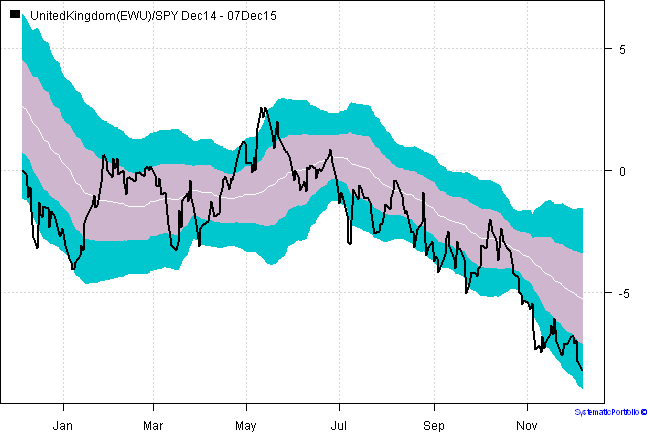 UnitedKingdom(EWU)/SPY Dec14 - 07Dec15
5
0
-5
Jan Mar May Jul Sep Nov
SystematicPortfolio ©